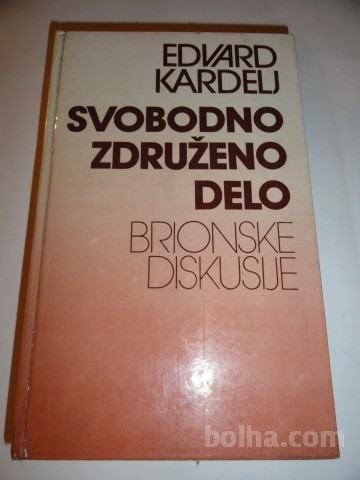 EDVARD
KARDELJ
SVOBODNO
ZDRUŽENO
DELO
BRIONSKE
DISKUSIJE
bolha.com